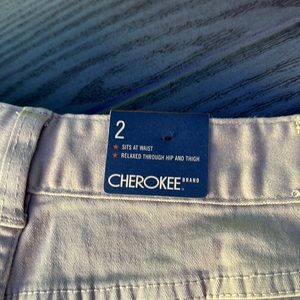 2
SITS AT WAIST
RELAXED THROUGH HIP AND THIGH
CHEROKEE BRAND